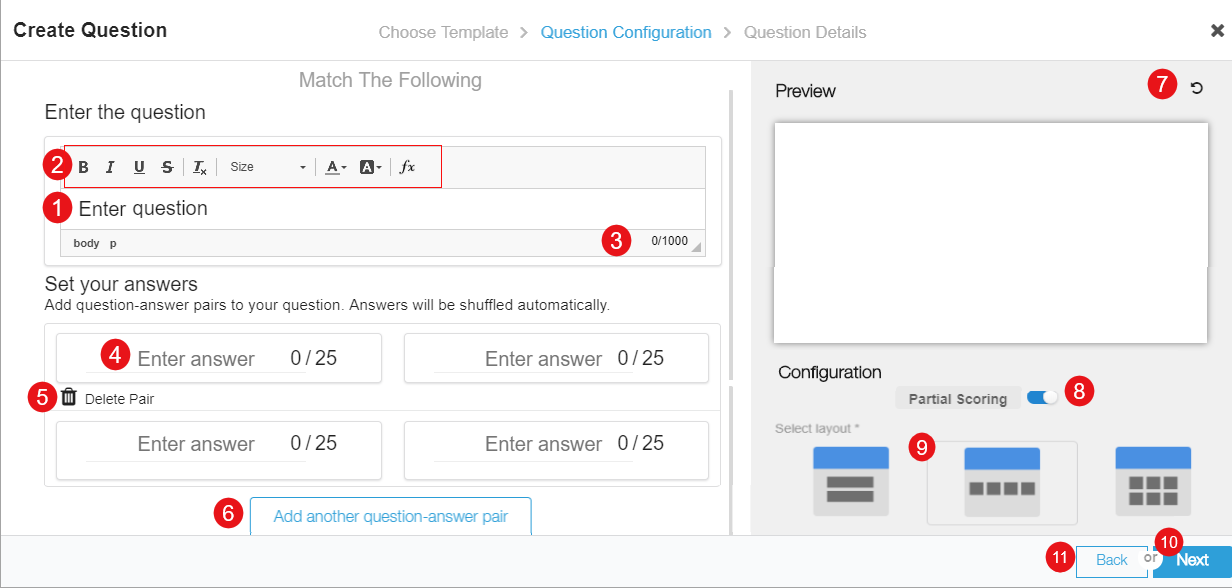 Create Question
Choose Template > Question Configuration > Question Details
Match The Following
Enter the question
2 B I U S Tx Size A A fx
1 Enter question
body p 3 0/1000
Set your answers
Add question-answer pairs to your question. Answers will be shuffled automatically.
4 Enter answer 0 / 25 Enter answer 0 / 25
5 Delete Pair
Enter answer 0 / 25 Enter answer 0 / 25
6 Add another question-answer pair
Preview 7
Configuration
Partial Scoring 8
Select layout *
9
11 Back or 10 Next